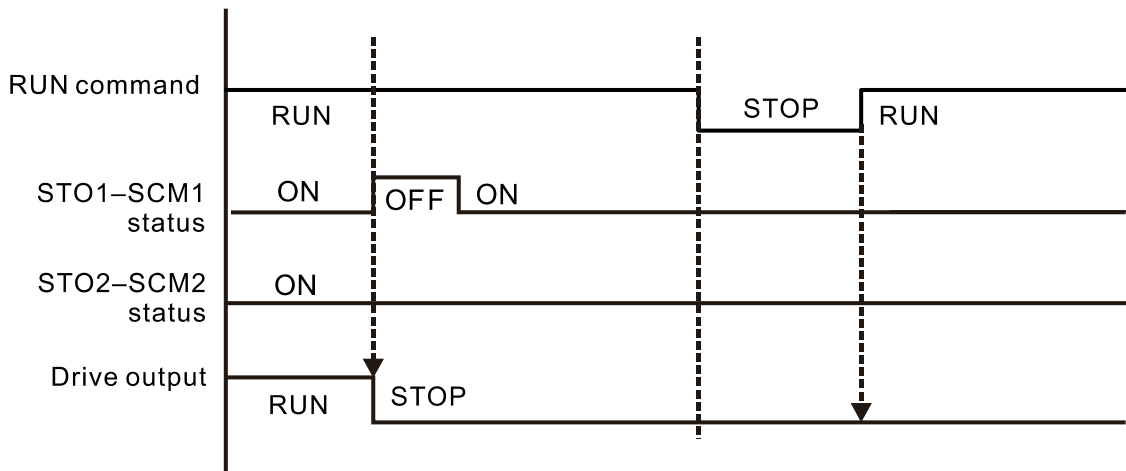 RUN command
RUN
STOP
RUN
STO1–SCM1
status
ON
OFF
ON
STO2–SCM2
status
ON
Drive output
RUN
STOP